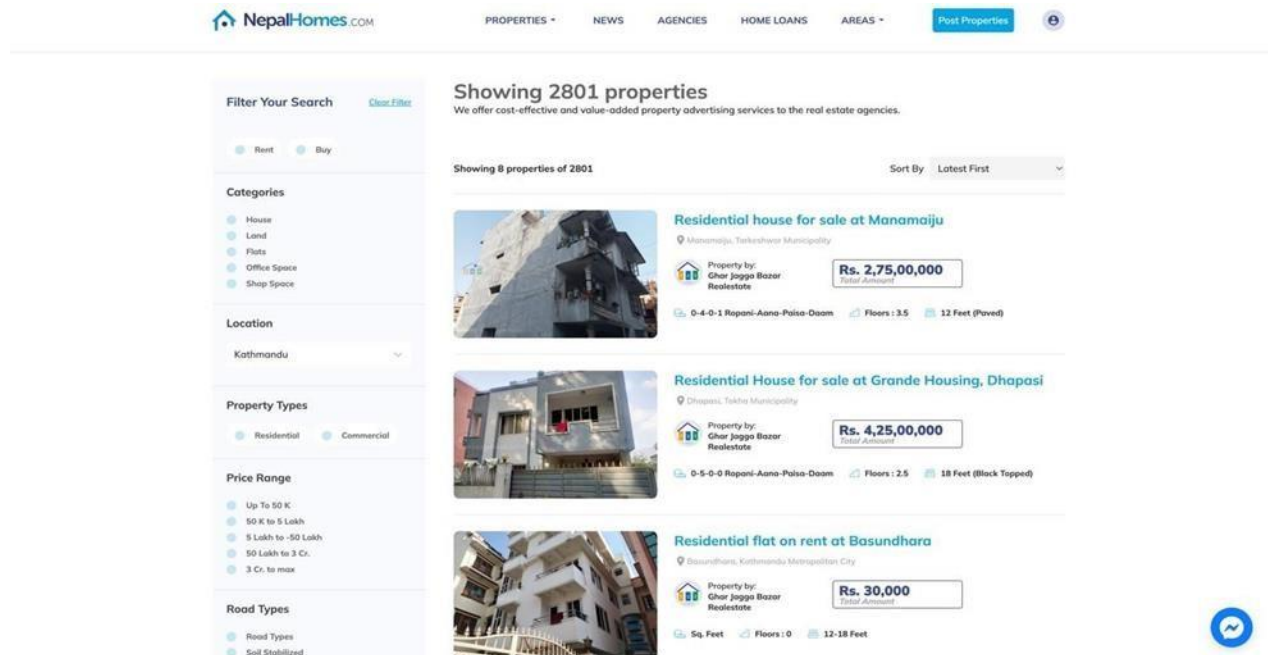 NepalHomes.COM
PROPERTIES
NEWS
AGENCIES
HOME LOANS
AREAS
Post Properties
Filter Your Search
Clear Filter
Rent
Buy
Categories
House
Land
Flats
Office Space
Shop Space
Location
Kathmandu
Property Types
Residential
Commercial
Price Range
Up To 50 K
50 K to 5 Lakh
5 Lakh to -50 Lakh
50 Lakh to 3 Cr.
3 Cr. to max
Road Types
Road Types
Soil Stabilized
Showing 2801 properties
We offer cost-effective and value-added property advertising services to the real estate agencies.
Showing 8 properties of 2801
Sort By
Latest First
Residential house for sale at Manamaiju
Manamaiju, Tarkeshwor Municipality
Property by:
Ghar Jagga Bazar
Realestate
Rs. 2,75,00,000
Total Amount
0-4-0-1 Ropani-Aana-Paisa-Daam
Floors : 3.5
12 Feet (Paved)
Residential House for sale at Grande Housing, Dhapasi
Dhapasi, Tokha Municipality
Property by:
Ghar Jagga Bazar
Realestate
Rs. 4,25,00,000
Total Amount
0-5-0-0 Ropani-Aana-Paisa-Daam
Floors : 2.5
18 Feet (Black Topped)
Residential flat on rent at Basundhara
Basundhara, Kathmandu Metropolitan City
Property by:
Ghar Jagga Bazar
Realestate
Rs. 30,000
Total Amount
Sq. Feet
Floors : 0
12-18 Feet